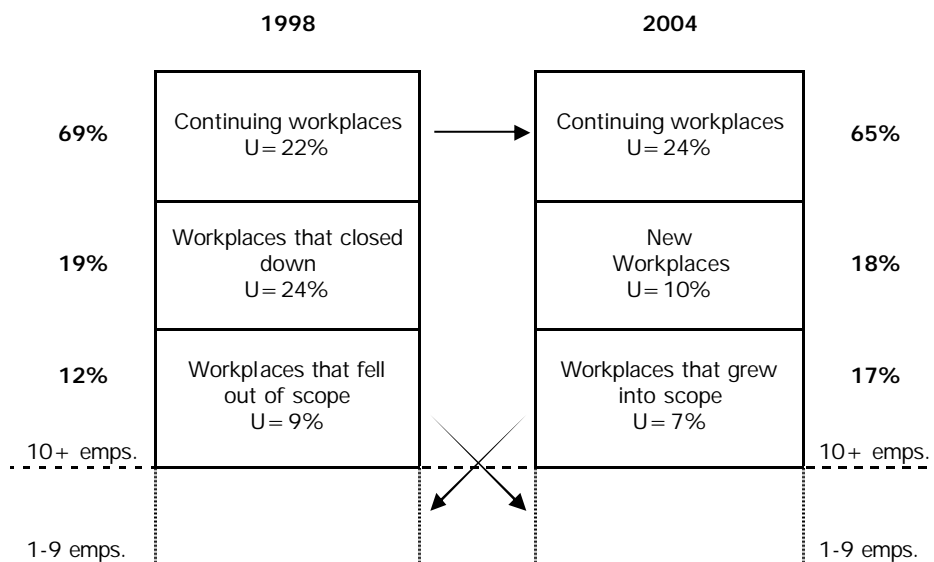 1998
2004
69%
Continuing workplaces
U=22%
Continuing workplaces
U=24%
65%
19%
Workplaces that closed
down
U=24%
New
Workplaces
U=10%
18%
12%
Workplaces that fell
out of scope
U=9%
Workplaces that grew
into scope
U=7%
17%
10+ emps.
10+ emps.
1-9 emps.
1-9 emps.